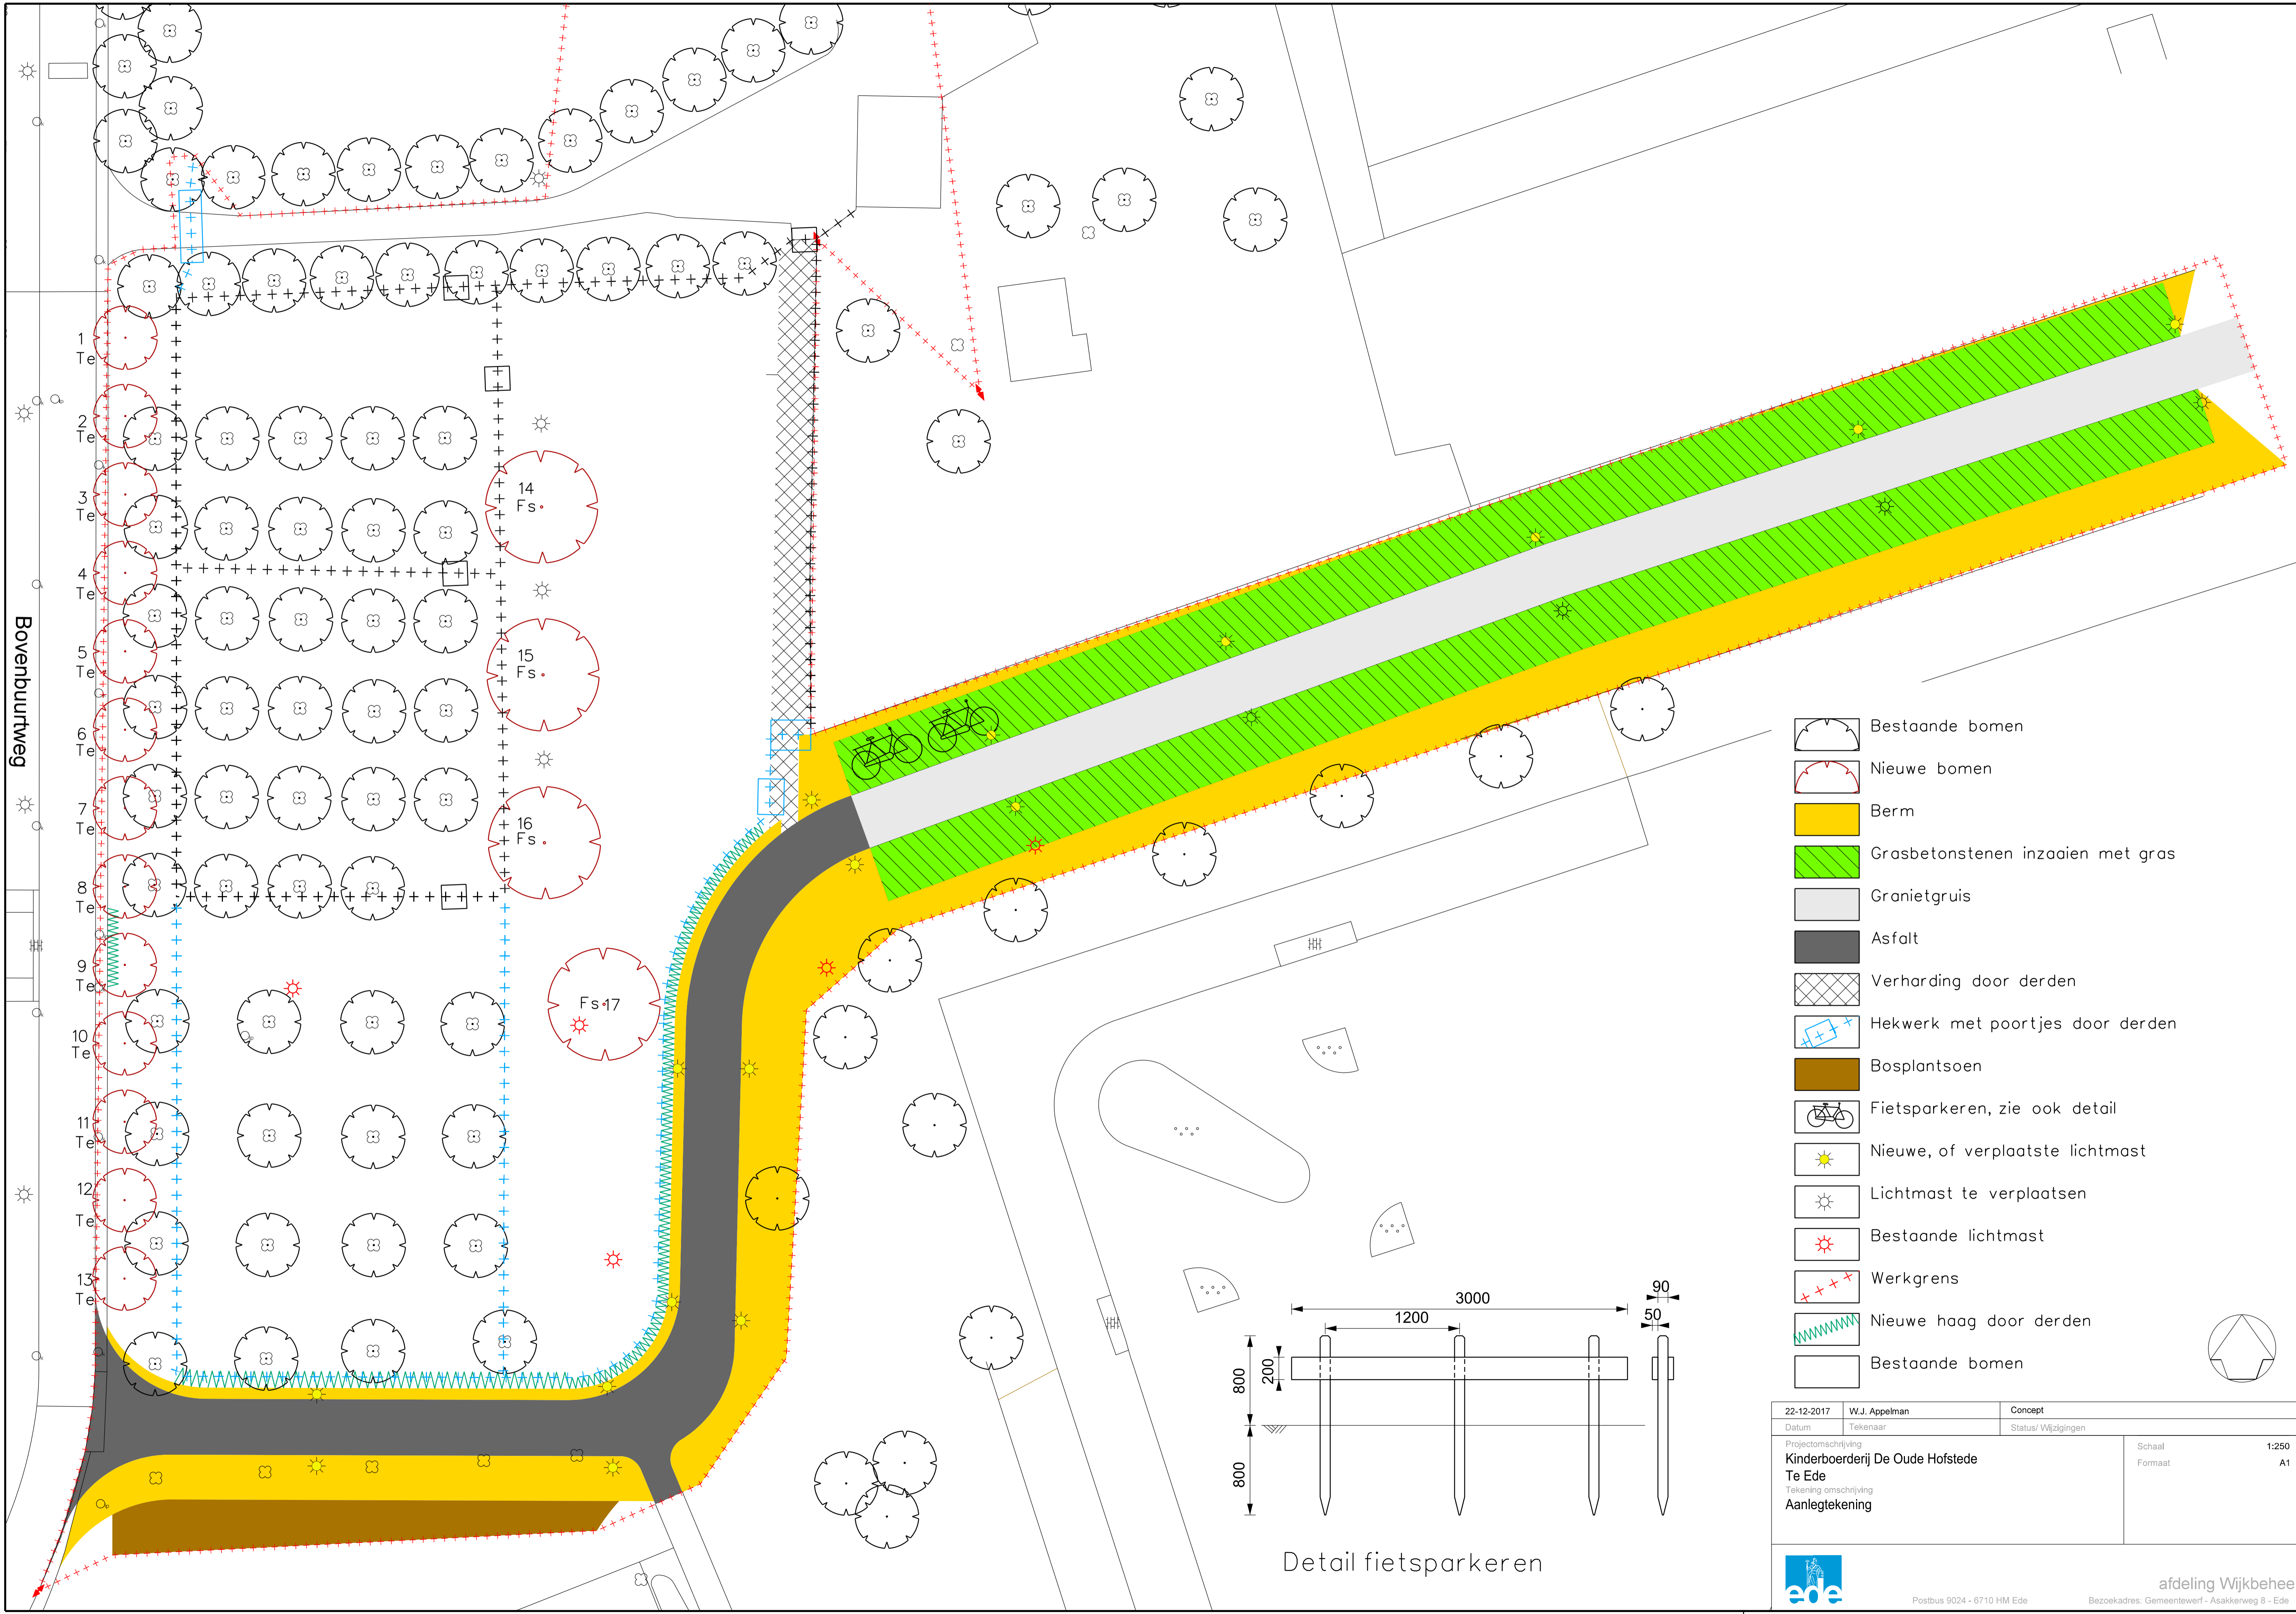 1
Te
2
Te
3
Te
4
Te
5
Te
6
Te
7
Te
8
Te
9
Te
10
Te
11
Te
12
Te
13
Te
14
Fs
15
Fs
16
Fs
Fs 17
Bovenbuurtweg
Bestaande bomen
Nieuwe bomen
Berm
Grasbetonstenen inzaaien met gras
Granietgruis
Asfalt
Verharding door derden
Hekwerk met poortjes door derden
Bosplantsoen
Fietsparkeren, zie ook detail
Nieuwe, of verplaatste lichtmast
Lichtmast te verplaatsen
Bestaande lichtmast
Werkgrens
Nieuwe haag door derden
Bestaande bomen
3000
1200
90
50
800
200
800
Detail fietsparkeren
22-12-2017 W.J. Appelman Concept
Datum Tekenaar Status/ Wijzigingen
Projectomschrijving
Kinderboerderij De Oude Hofstede
Te Ede
Tekening omschrijving
Aanlegtekening
Schaal 1:250
Formaat A1
ede
afdeling Wijkbehee
Postbus 9024 - 6710 HM Ede Bezoekadres: Gemeentewerf - Asakkerweg 8 - Ede